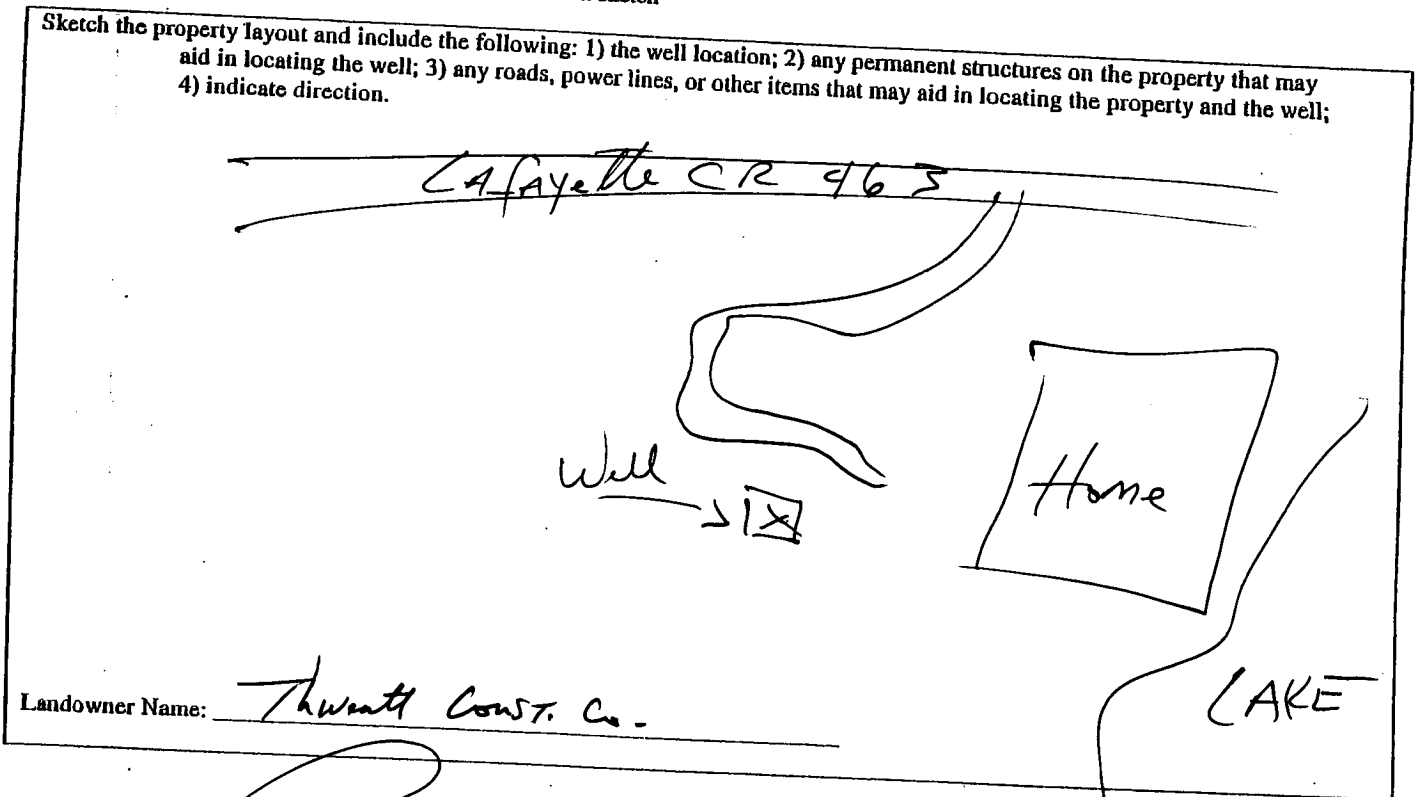 Sketch the property layout and include the following: 1) the well location; 2) any permanent structures on the property that may
aid in locating the well; 3) any roads, power lines, or other items that may aid in locating the property and the well;
4) indicate direction.
LAfAyette CR 463
Well
Home
LAKE
Landowner Name: Thweatt Const. Co.